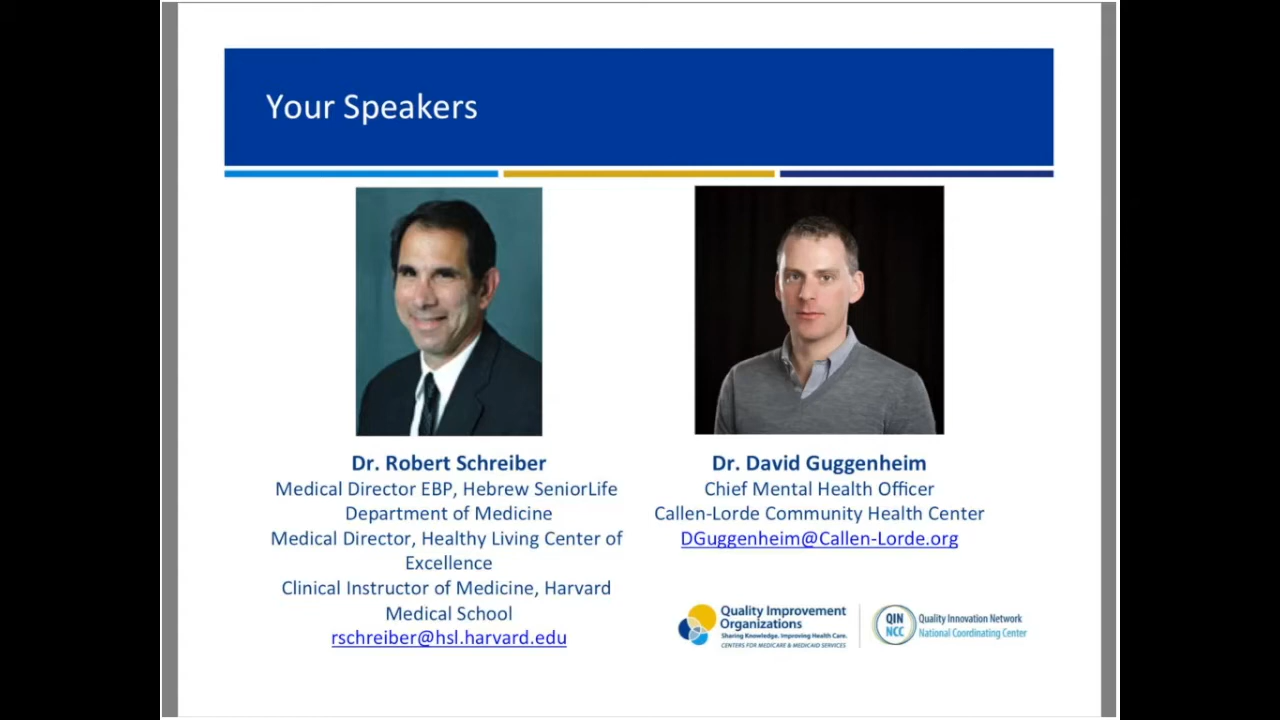 Your Speakers
Dr. Robert Schreiber
Medical Director EBP, Hebrew SeniorLife
Department of Medicine
Medical Director, Healthy Living Center of
Excellence
Clinical Instructor of Medicine, Harvard
Medical School
rschreiber@hsl.harvard.edu
Dr. David Guggenheim
Chief Mental Health Officer
Callen-Lorde Community Health Center
DGuggenheim@Callen-Lorde.org
Quality Improvement
Organizations
Sharing Knowledge. Improving Health Care.
CENTERS FOR MEDICARE & MEDICAID SERVICES
QIN
NCC
Quality Innovation Network
National Coordinating Center